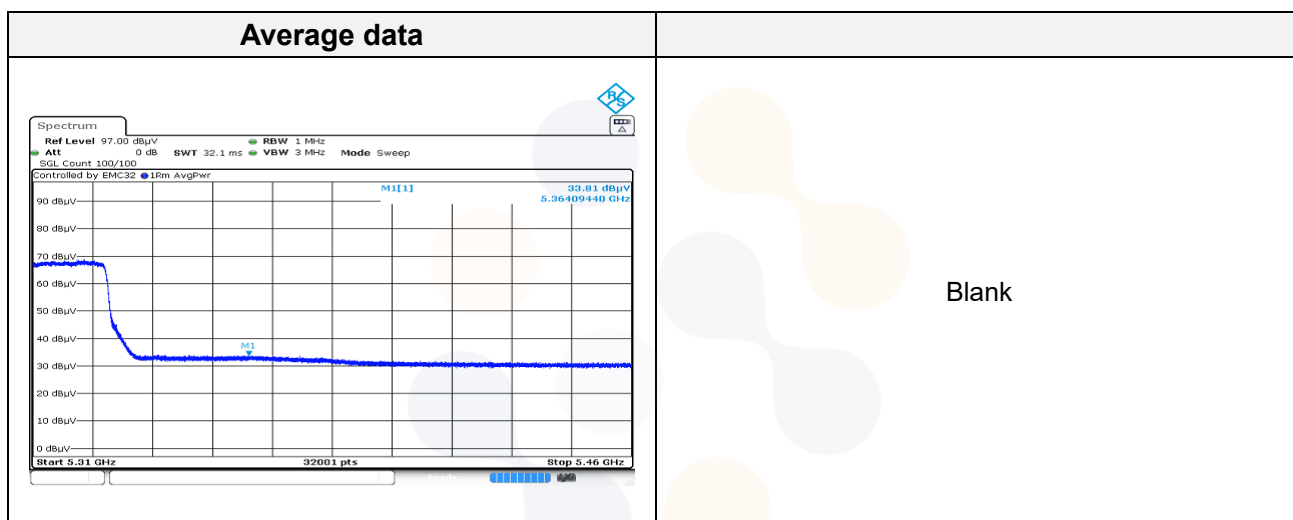 Average data
R&S
Spectrum
Ref Level 97.00 dBµV RBW 1 MHz
Att 0 dB SWT 32.1 ms VBW 3 MHz Mode Sweep
SGL Count 100/100
Controlled by EMC32 1Rm AvgPwr
M1[1] 33.81 dBµV
5.36409440 GHz
90 dBµV
80 dBµV
70 dBµV
60 dBµV
50 dBµV
40 dBµV
M1
30 dBµV
20 dBµV
10 dBµV
0 dBµV
Start 5.31 GHz 32001 pts Stop 5.46 GHz
Blank